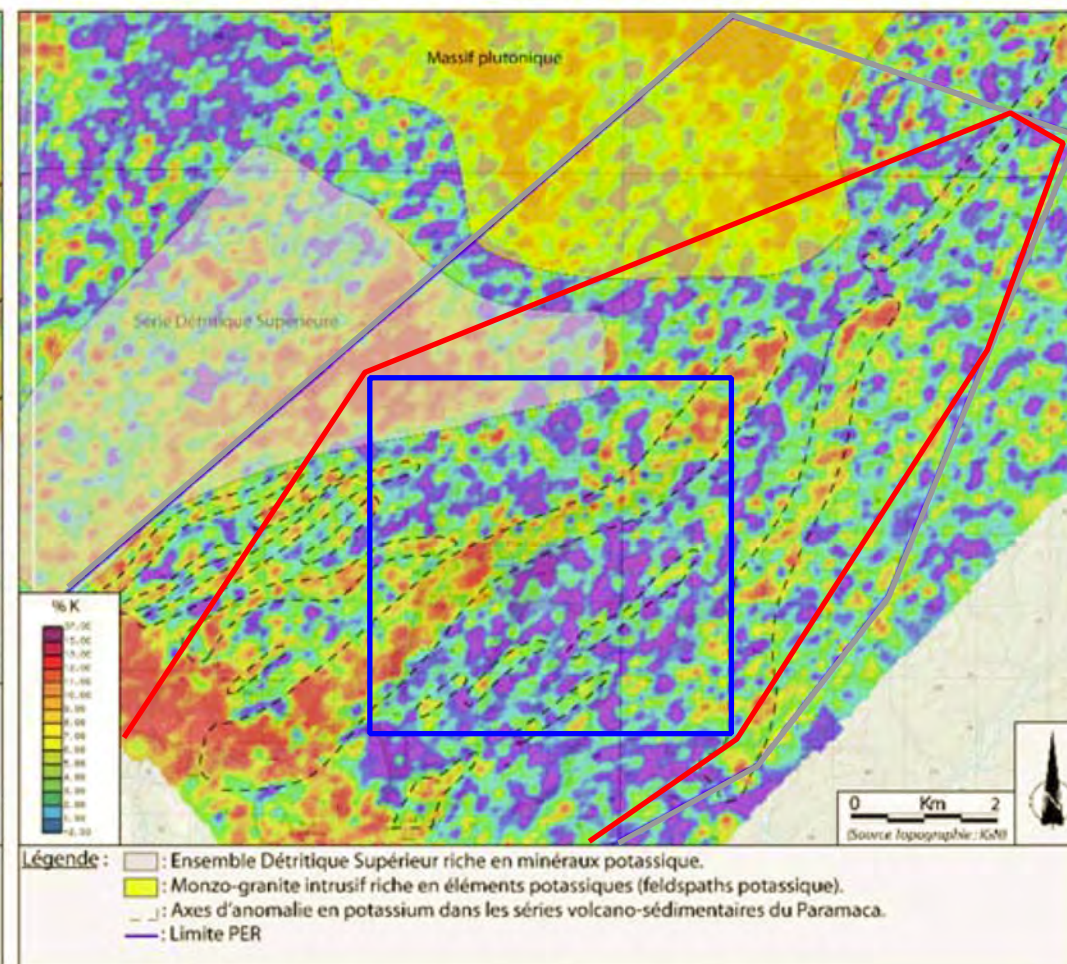 Massif plutonique
Série Détritique Supérieure
% K
0 Km 2
(Source topographie : IGN)
Légende :
: Ensemble Détritique Supérieur riche en minéraux potassique.
: Monzo-granite intrusif riche en éléments potassiques (feldspaths potassique).
: Axes d'anomalie en potassium dans les séries volcano-sédimentaires du Paramaca.
: Limite PER